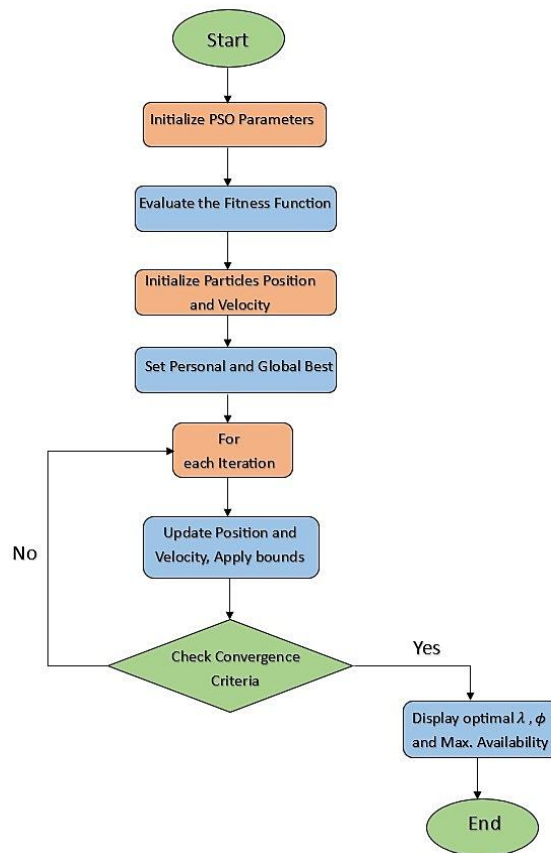 Start
Initialize PSO Parameters
Evaluate the Fitness Function
Initialize Particles Position
and Velocity
Set Personal and Global Best
For
each Iteration
Update Position and
Velocity, Apply bounds
No
Check Convergence
Criteria
Yes
Display optimal λ , ϕ
and Max. Availability
End